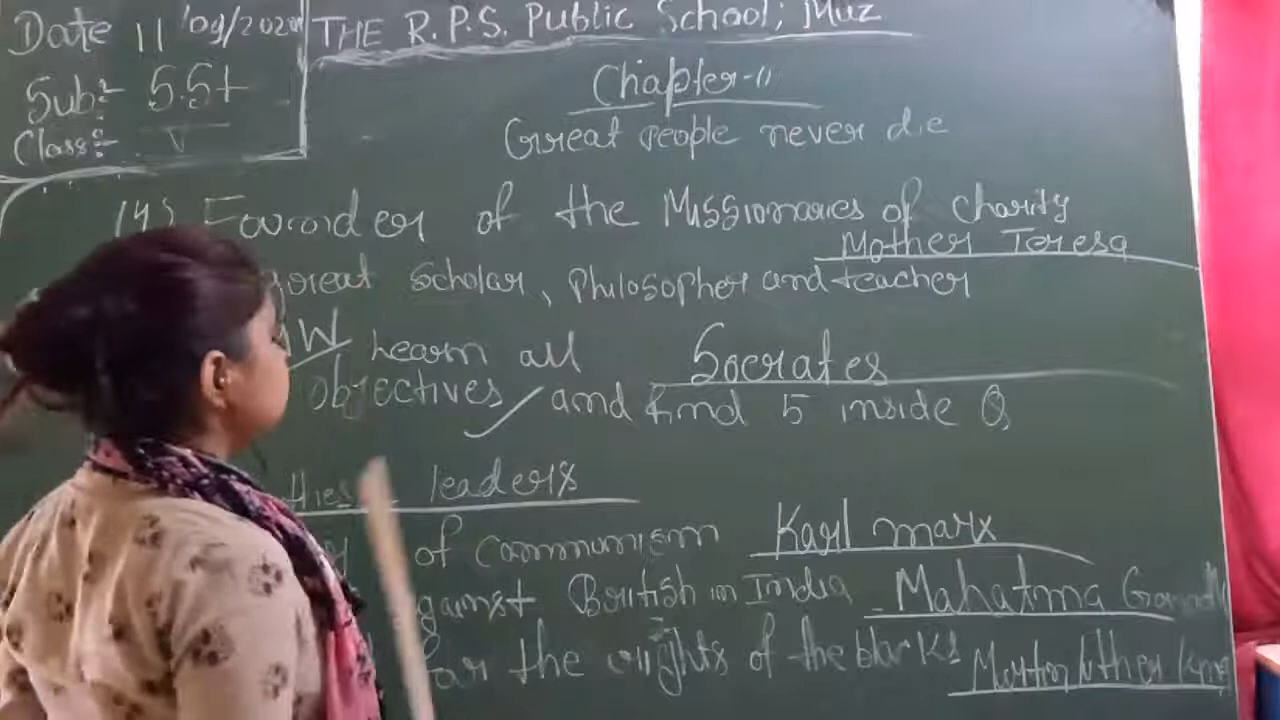 Date 11/09/2020
THE R.P.S. Public School, Muz
Sub:- S.St
Class:- V
Chapter-11
Great People never die
14) Founder of the Missionaries of charity
Mother Teresa
great Scholar, Philosopher and teacher
Socrates
HW Learn all
objectives and find 5 inside Q
these leaders
of communism Karl marx
against British in India Mahatma Gandhi
for the rights of the blacks Martin luther King